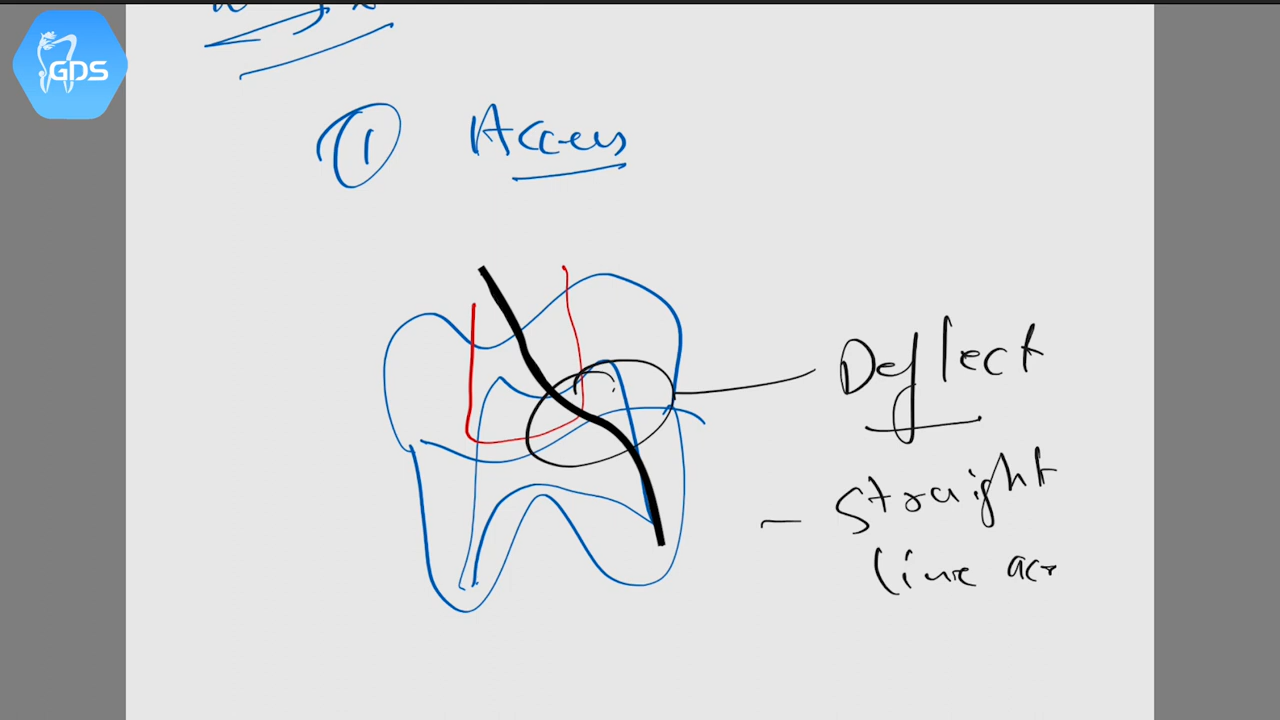 GDS
① Access
Deflect
- Straight
line acc